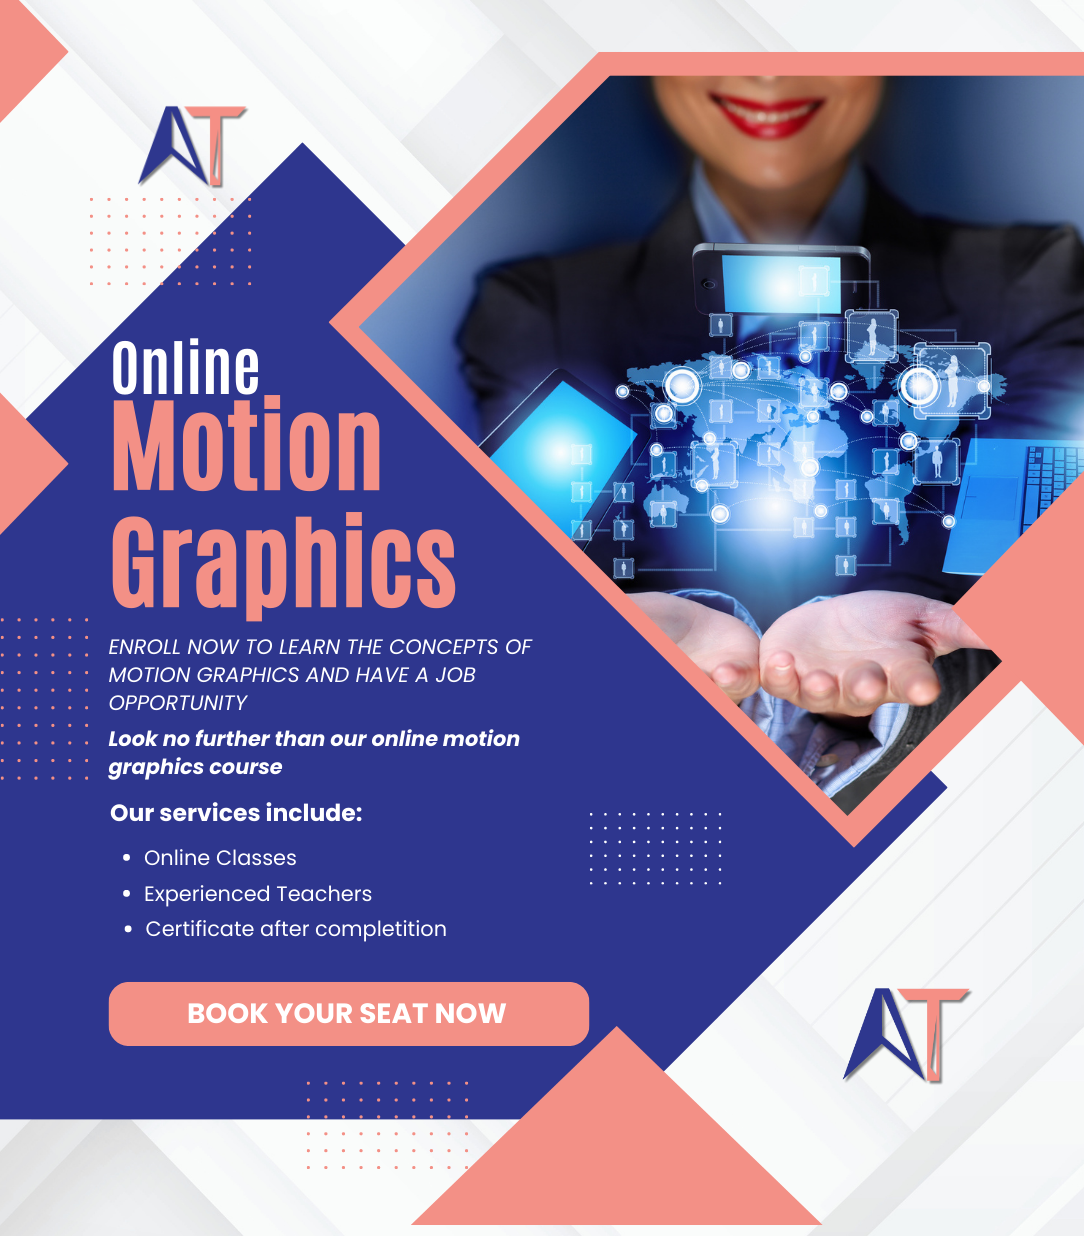 AT
Online
Motion
Graphics
ENROLL NOW TO LEARN THE CONCEPTS OF
MOTION GRAPHICS AND HAVE A JOB
OPPORTUNITY
Look no further than our online motion
graphics course
Our services include:
• Online Classes
• Experienced Teachers
• Certificate after completition
BOOK YOUR SEAT NOW
AT